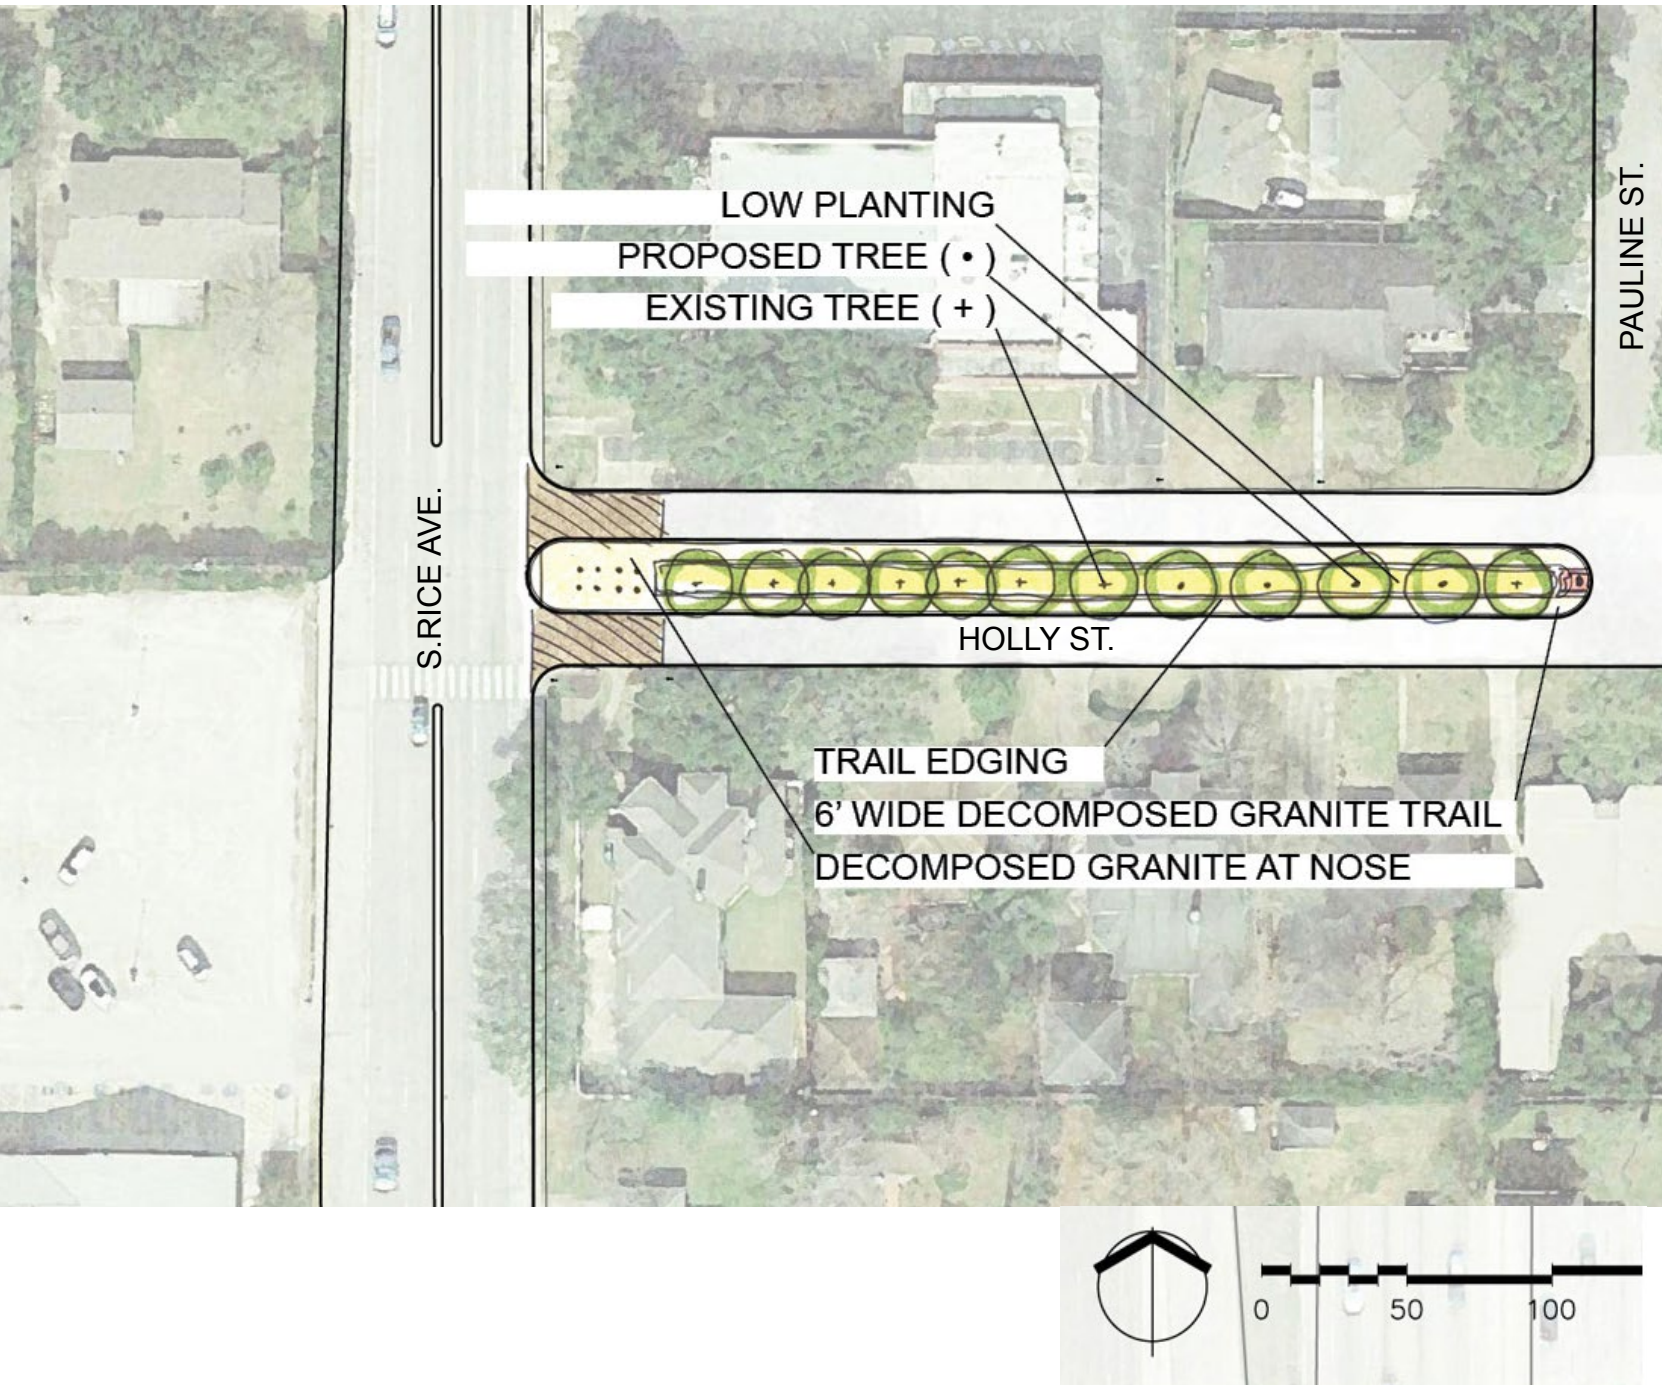 LOW PLANTING
PROPOSED TREE ( • )
EXISTING TREE ( + )
PAULINE ST.
S.RICE AVE.
HOLLY ST.
TRAIL EDGING
6’ WIDE DECOMPOSED GRANITE TRAIL
DECOMPOSED GRANITE AT NOSE
0 50 100